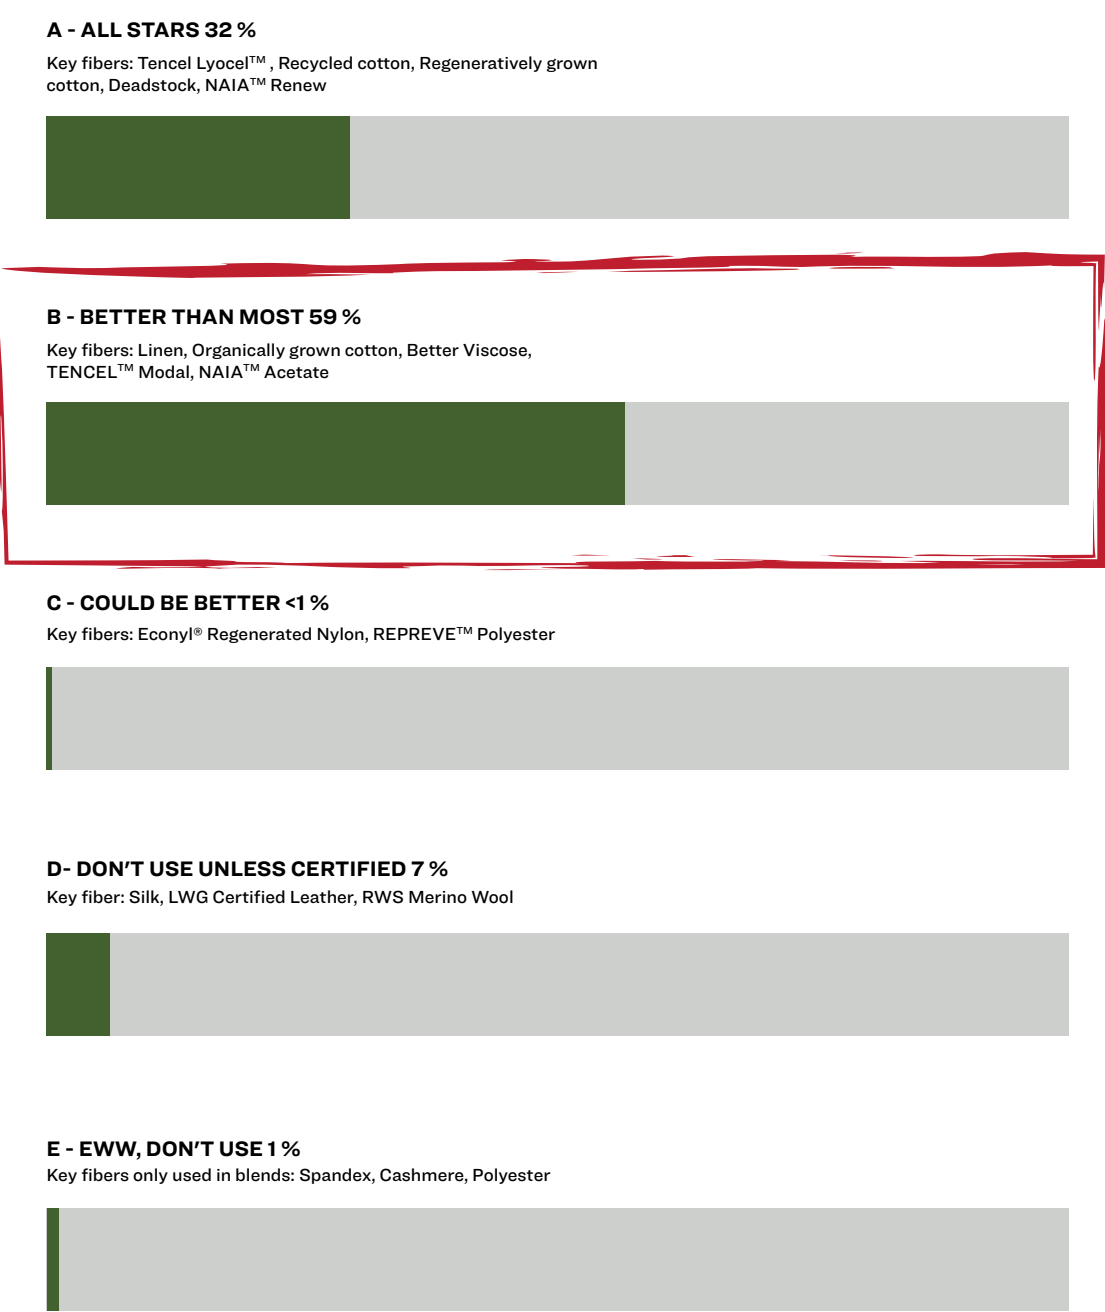 A - ALL STARS 32 %
Key fibers: Tencel Lyocel™ , Recycled cotton, Regeneratively grown
cotton, Deadstock, NAIA™ Renew
B - BETTER THAN MOST 59 %
Key fibers: Linen, Organically grown cotton, Better Viscose,
TENCEL™ Modal, NAIA™ Acetate
C - COULD BE BETTER <1 %
Key fibers: Econyl® Regenerated Nylon, REPREVE™ Polyester
D- DON'T USE UNLESS CERTIFIED 7 %
Key fiber: Silk, LWG Certified Leather, RWS Merino Wool
E - EWW, DON'T USE 1 %
Key fibers only used in blends: Spandex, Cashmere, Polyester